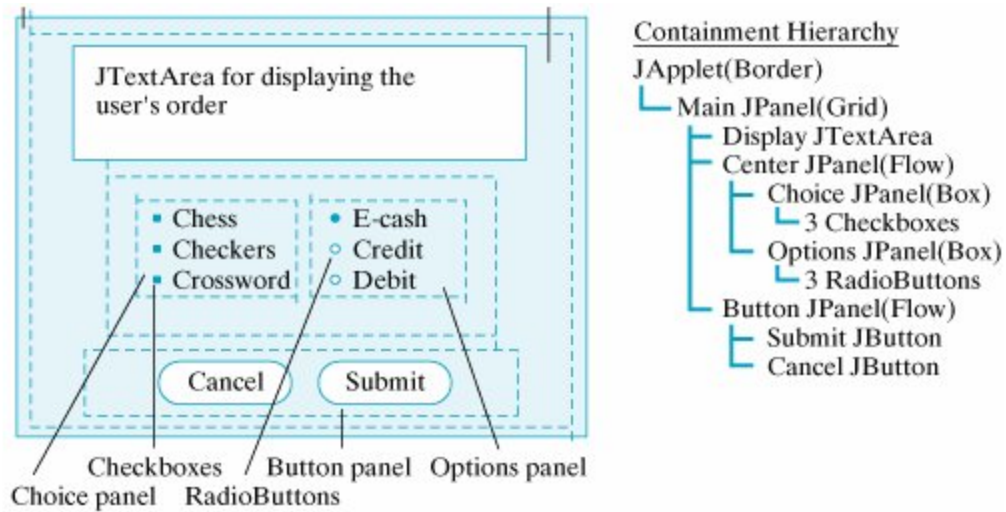 JTextArea for displaying the
user's order
Chess
Checkers
Crossword
E-cash
Credit
Debit
Cancel
Submit
Checkboxes
Button panel
Options panel
Choice panel
RadioButtons
Containment Hierarchy
JApplet(Border)
Main JPanel(Grid)
Display JTextArea
Center JPanel(Flow)
Choice JPanel(Box)
3 Checkboxes
Options JPanel(Box)
3 RadioButtons
Button JPanel(Flow)
Submit JButton
Cancel JButton